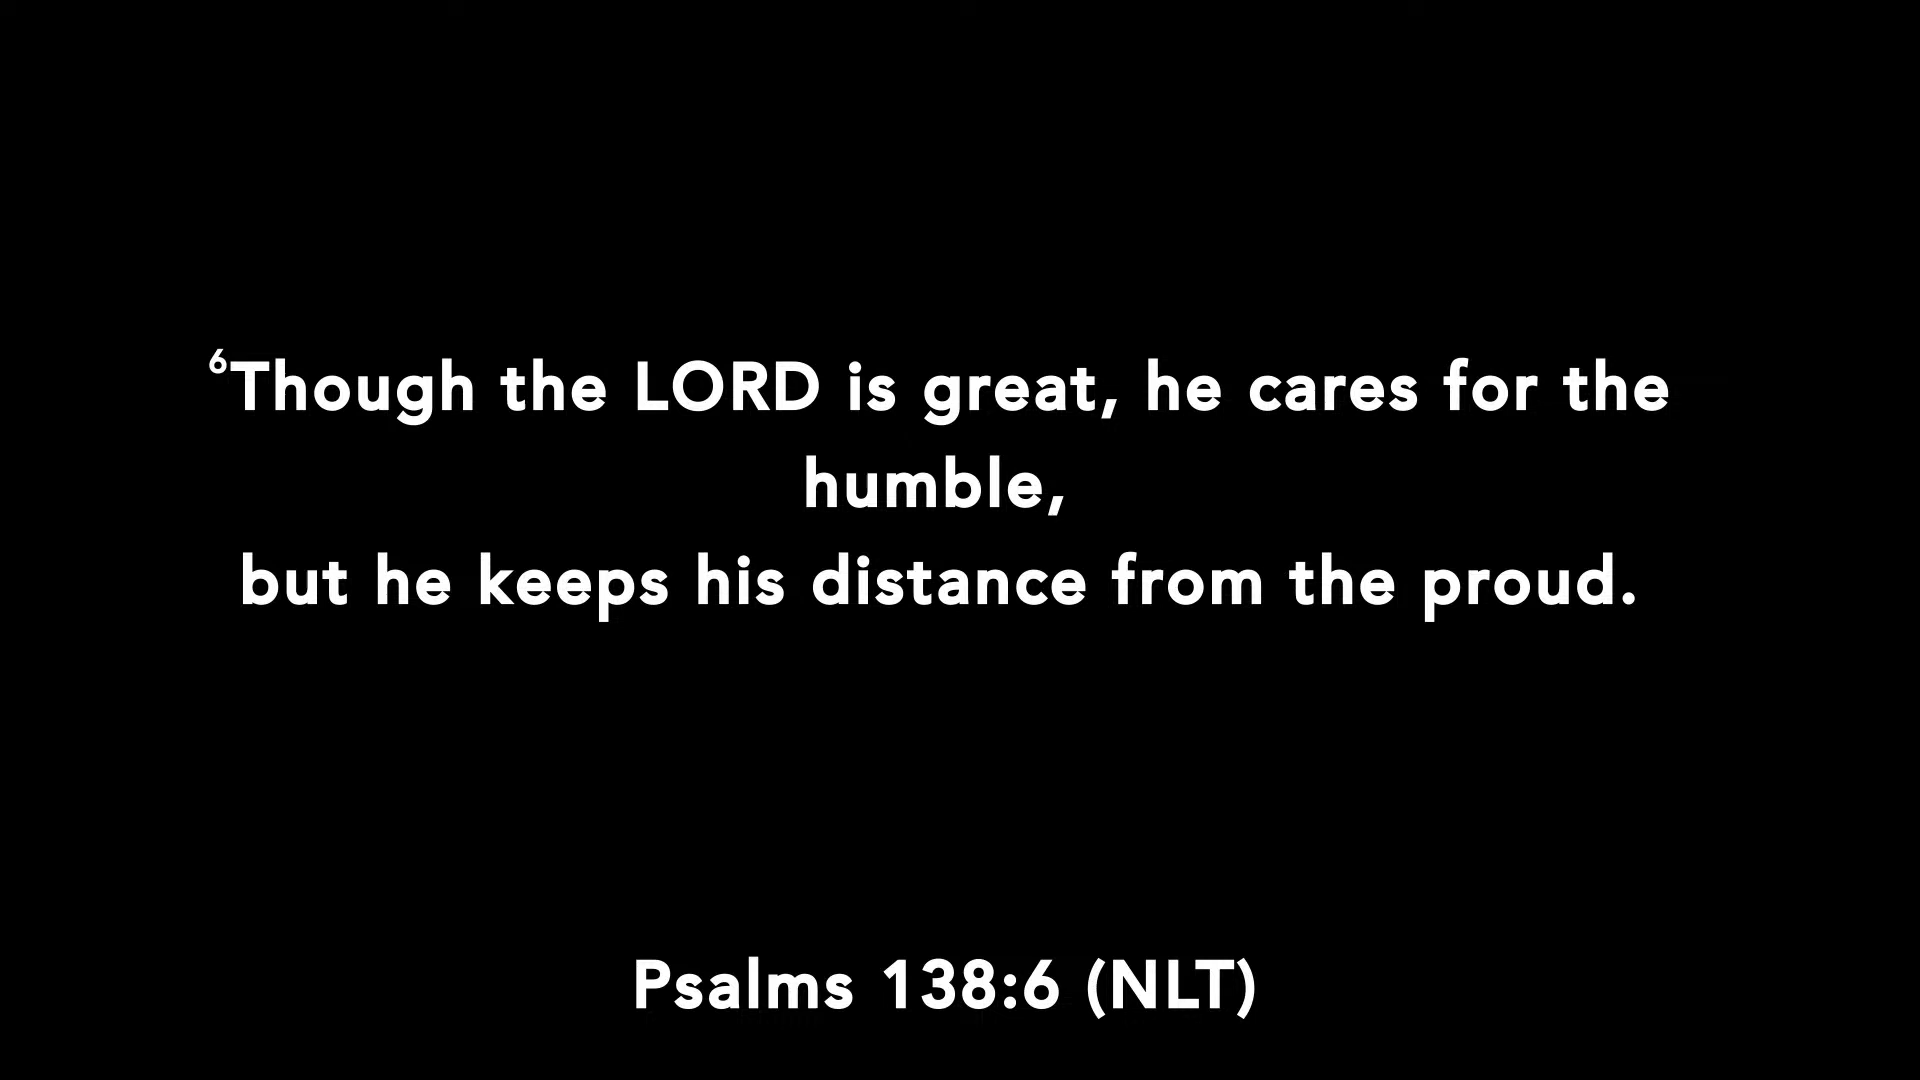 ⁶Though the LORD is great, he cares for the
humble,
but he keeps his distance from the proud.
Psalms 138:6 (NLT)